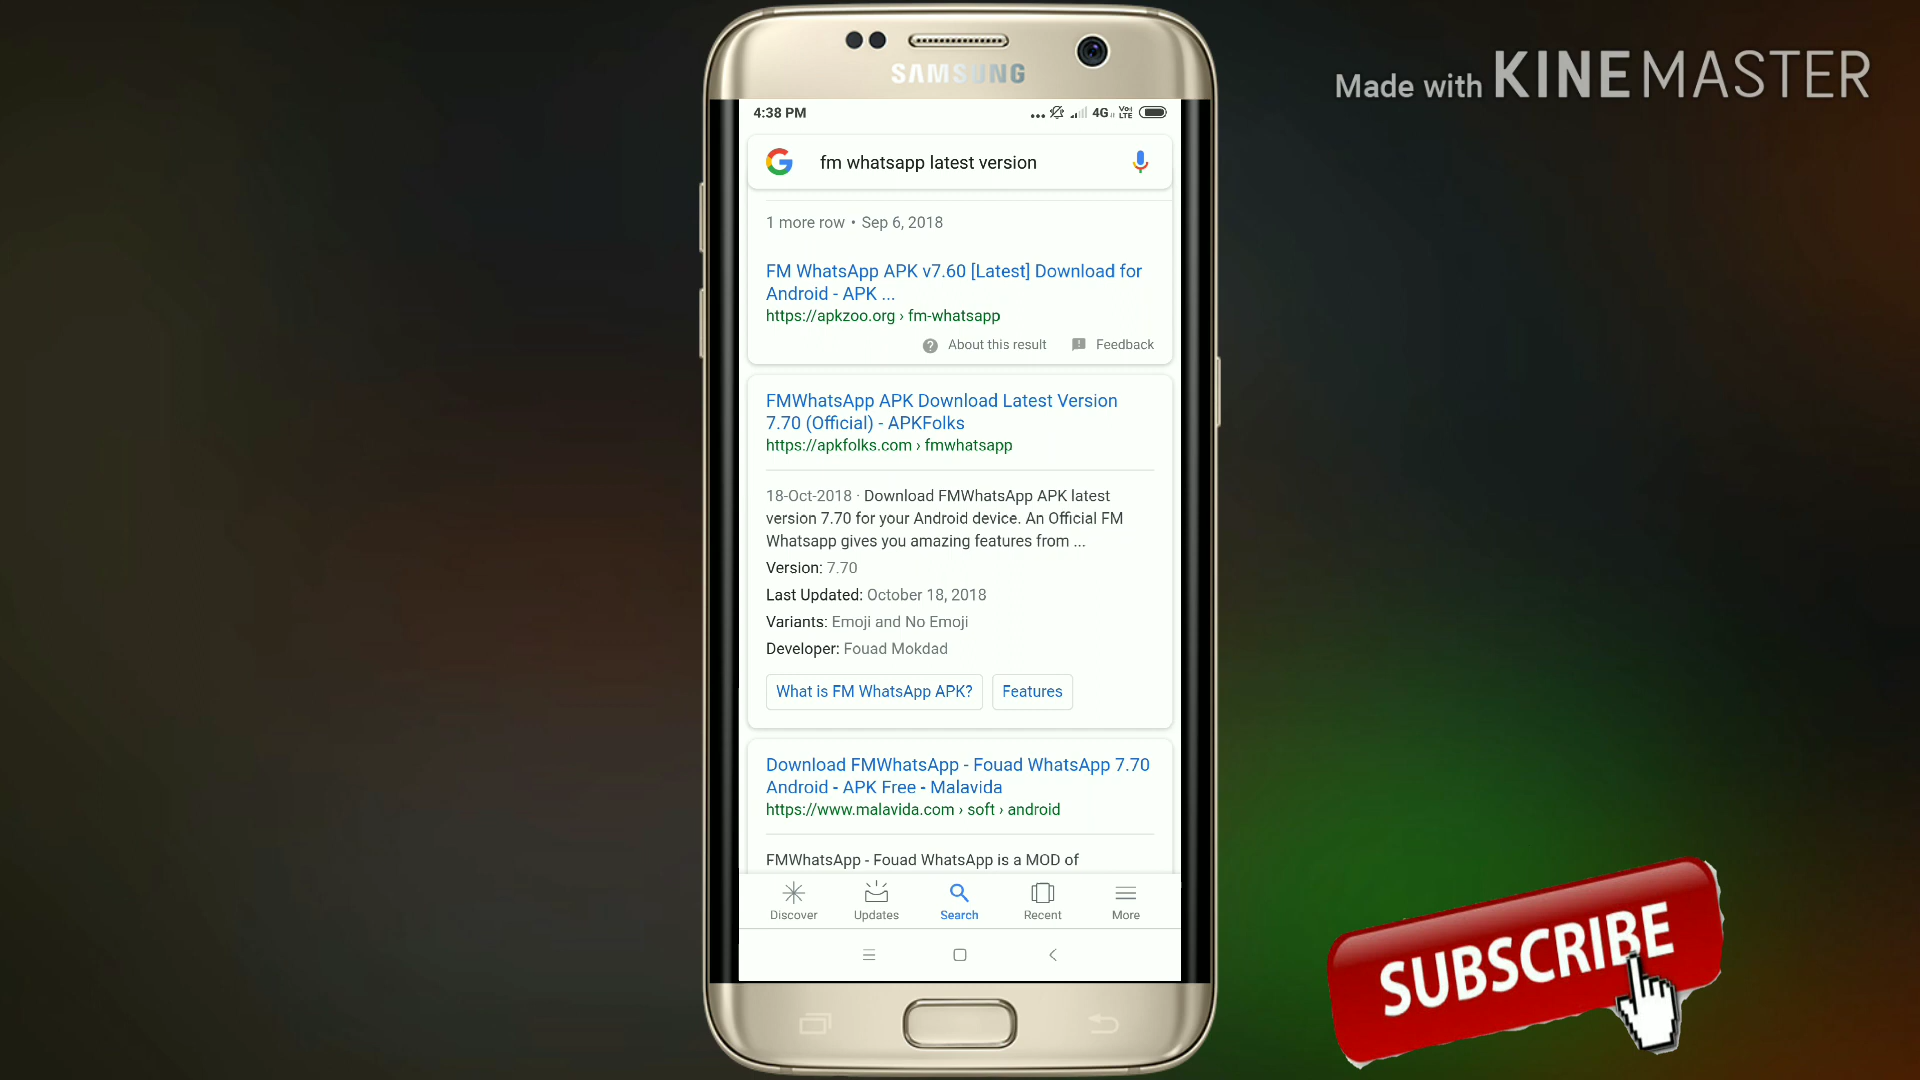 SAMSUNG
Made with KINEMASTER
4:38 PM
4G
Vo) LTE
fm whatsapp latest version
1 more row • Sep 6, 2018
FM WhatsApp APK v7.60 [Latest] Download for
Android - APK ...
https://apkzoo.org › fm-whatsapp
About this result
Feedback
FMWhatsApp APK Download Latest Version
7.70 (Official) - APKFolks
https://apkfolks.com › fmwhatsapp
18-Oct-2018 · Download FMWhatsApp APK latest
version 7.70 for your Android device. An Official FM
Whatsapp gives you amazing features from ...
Version: 7.70
Last Updated: October 18, 2018
Variants: Emoji and No Emoji
Developer: Fouad Mokdad
What is FM WhatsApp APK?
Features
Download FMWhatsApp - Fouad WhatsApp 7.70
Android - APK Free - Malavida
https://www.malavida.com › soft › android
FMWhatsApp - Fouad WhatsApp is a MOD of
Discover
Updates
Search
Recent
More
SUBSCRIBE